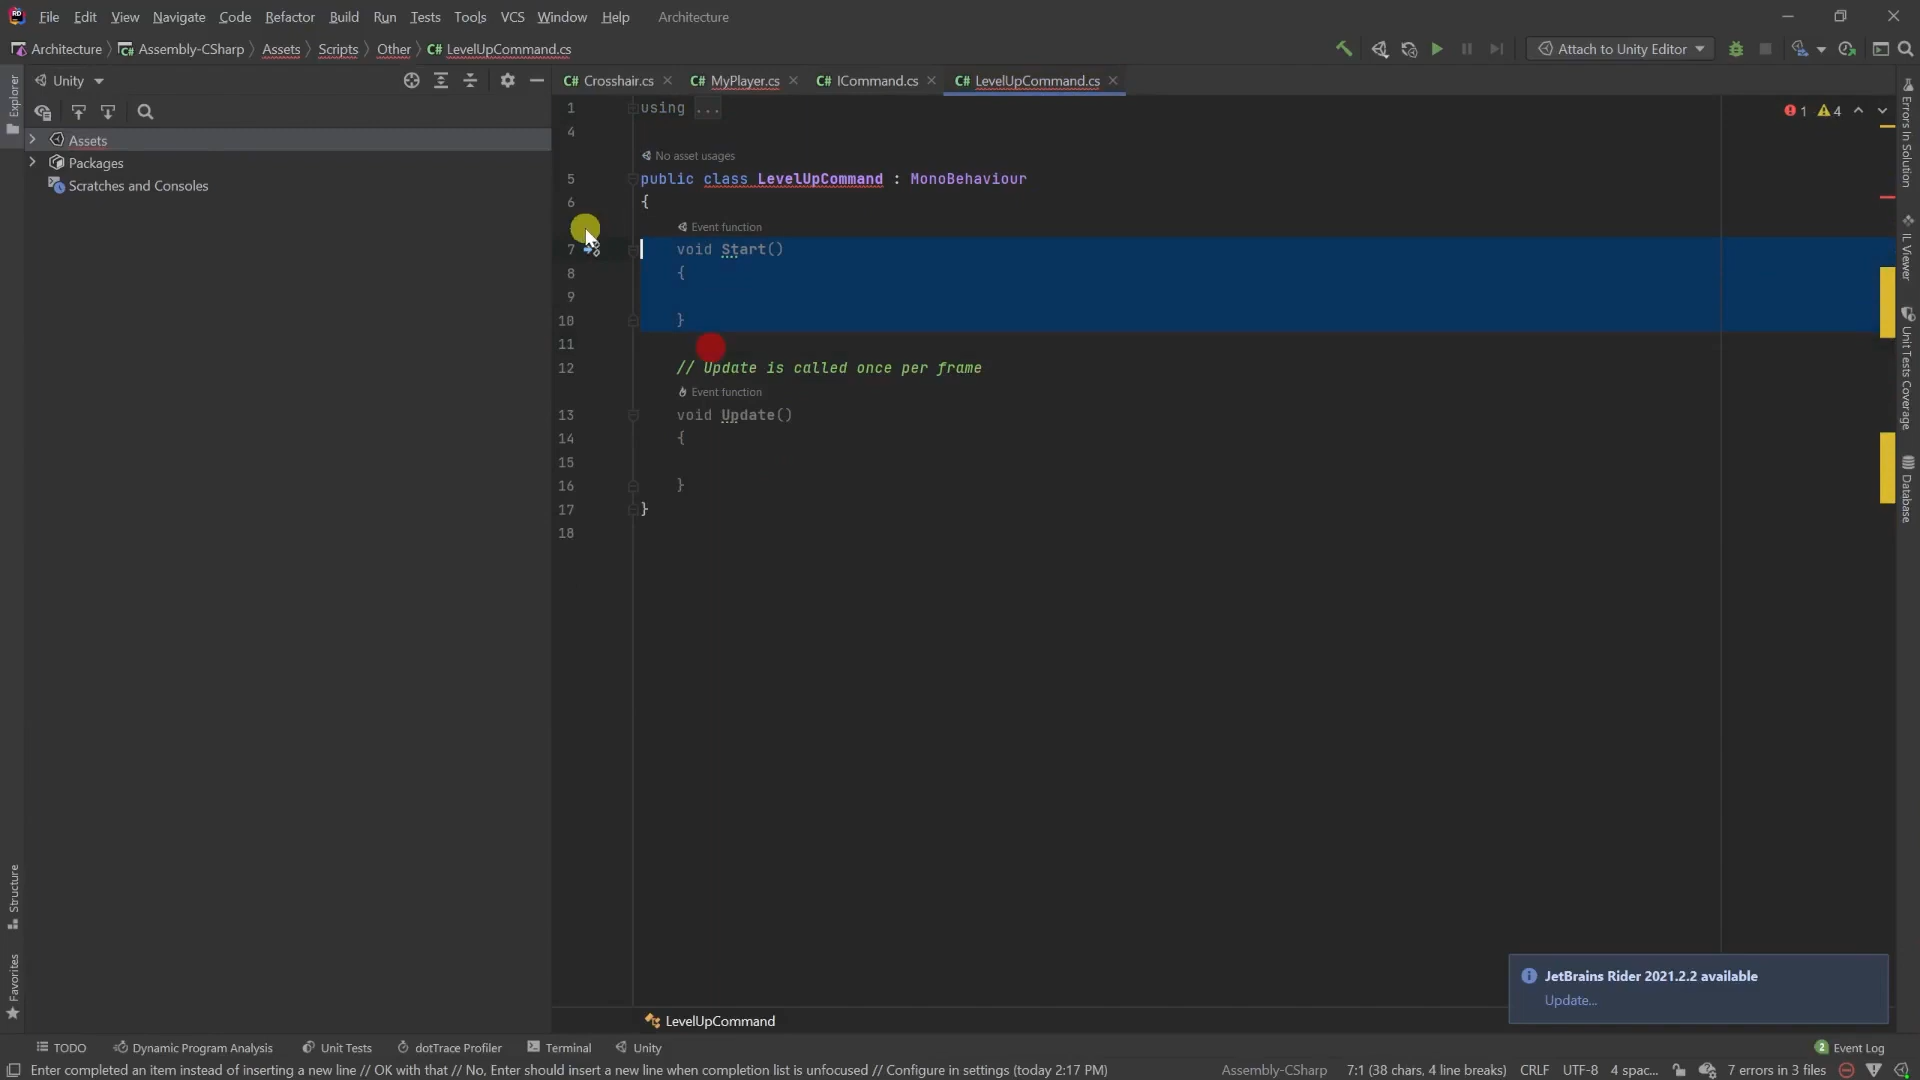 File Edit View Navigate Code Refactor Build Run Tests Tools VCS Window Help Architecture
Architecture Assembly-CSharp Assets Scripts Other C# LevelUpCommand.cs
Attach to Unity Editor
Unity
C# Crosshair.cs C# MyPlayer.cs C# ICommand.cs C# LevelUpCommand.cs
Assets
Packages
Scratches and Consoles
1 using ...
4
No asset usages
5 public class LevelUpCommand : MonoBehaviour
6 {
Event function
7 void Start()
8 {
9
10 }
11
12 // Update is called once per frame
Event function
13 void Update()
14 {
15
16 }
17 }
18
1 4
Explorer
Structure
Favorites
Errors In Solution
IL Viewer
Unit Tests Coverage
Database
JetBrains Rider 2021.2.2 available
Update...
LevelUpCommand
TODO Dynamic Program Analysis Unit Tests dotTrace Profiler Terminal Unity
2 Event Log
Enter completed an item instead of inserting a new line // OK with that // No, Enter should insert a new line when completion list is unfocused // Configure in settings (today 2:17 PM)
Assembly-CSharp 7:1 (38 chars, 4 line breaks) CRLF UTF-8 4 spac... 7 errors in 3 files